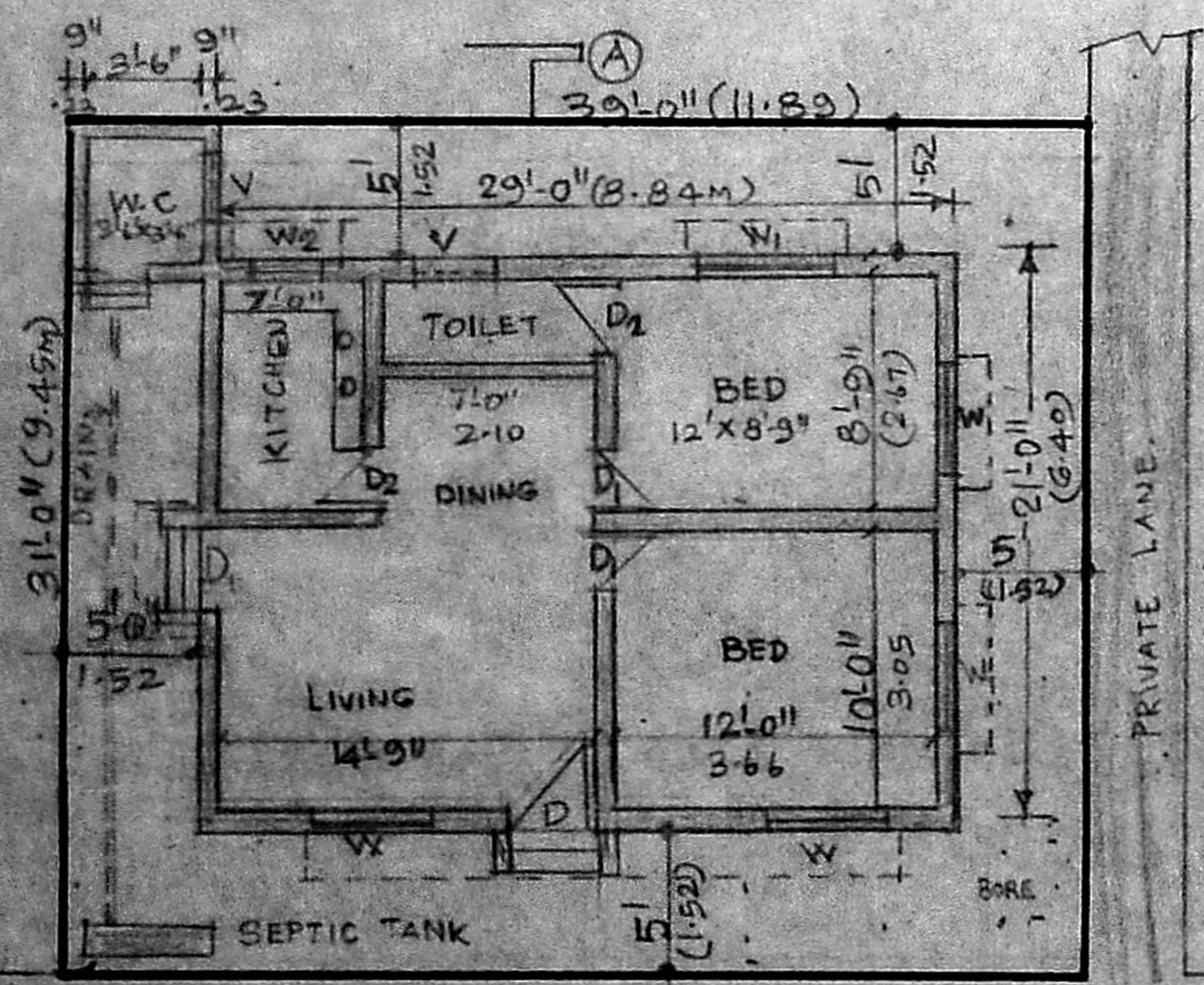 9" 3'-6" 9"
.23 .23
A
39'-0" (11.89)
W.C
V
5' 1.52
29'-0" (8.84M)
5' 1.52
W2
V
W1
7'-0"
KITCHEN
TOILET
D2
BED
12' X 8'-9"
8'-9"
(2.67)
7'-0"
2.10
D2
DINING
D1
W
21'-0"
(6.40)
31'-0" (9.45m)
DRAIN
D1
D1
5'
(1.52)
5'-0"
1.52
LIVING
14'-9"
BED
12'-0"
3.66
10'-0"
3.05
W
D
W
W
BORE
5'
(1.52)
SEPTIC TANK
PRIVATE LANE.